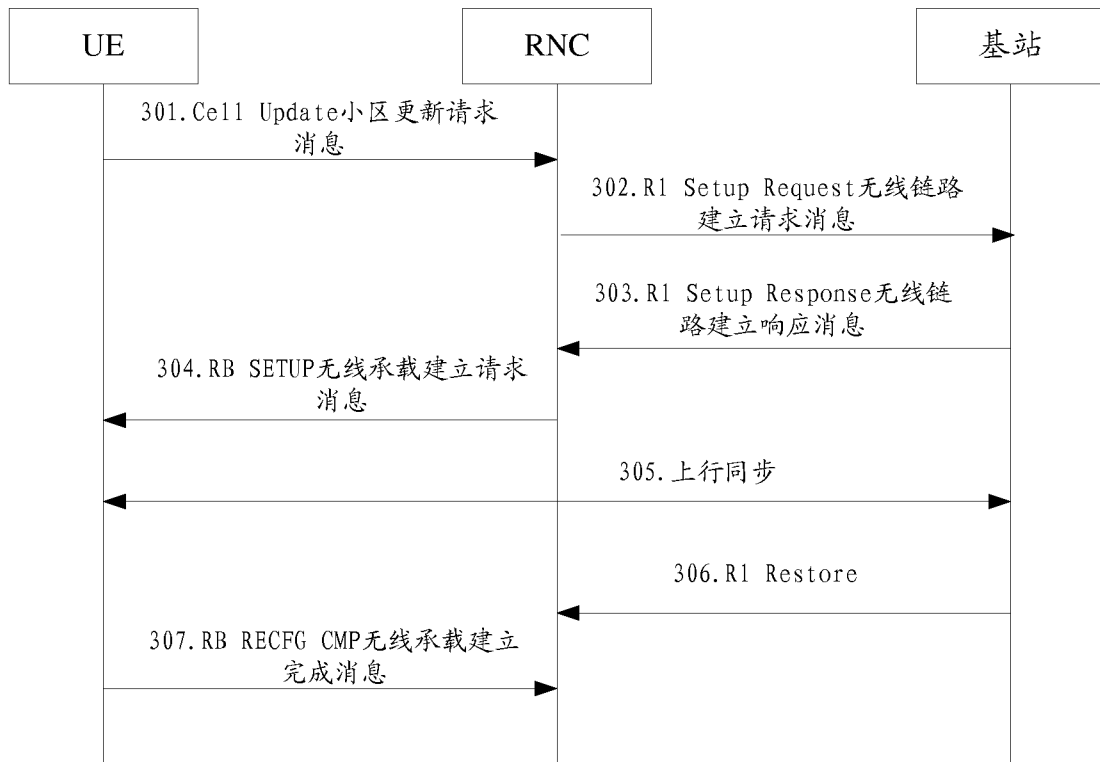 UE
RNC
基站
301.Cell Update小区更新请求
消息
302.Rl Setup Request无线链路
建立请求消息
303.Rl Setup Response无线链
路建立响应消息
304.RB SETUP无线承载建立请求
消息
305.上行同步
306.Rl Restore
307.RB RECFG CMP无线承载建立
完成消息